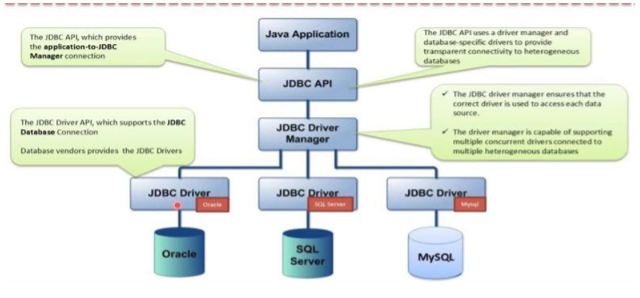 The JDBC API, which provides
the application-to-JDBC
Manager connection
Java Application
The JDBC API uses a driver manager and
database-specific drivers to provide
transparent connectivity to heterogeneous
databases
JDBC API
✓ The JDBC driver manager ensures that the
correct driver is used to access each data
source.
✓ The driver manager is capable of supporting
multiple concurrent drivers connected to
multiple heterogeneous databases
The JDBC Driver API, which supports the JDBC
Database Connection
Database vendors provides the JDBC Drivers
JDBC Driver
Manager
JDBC Driver
Oracle
JDBC Driver
SQL Server
JDBC Driver
Mysql
Oracle
SQL
Server
MySQL